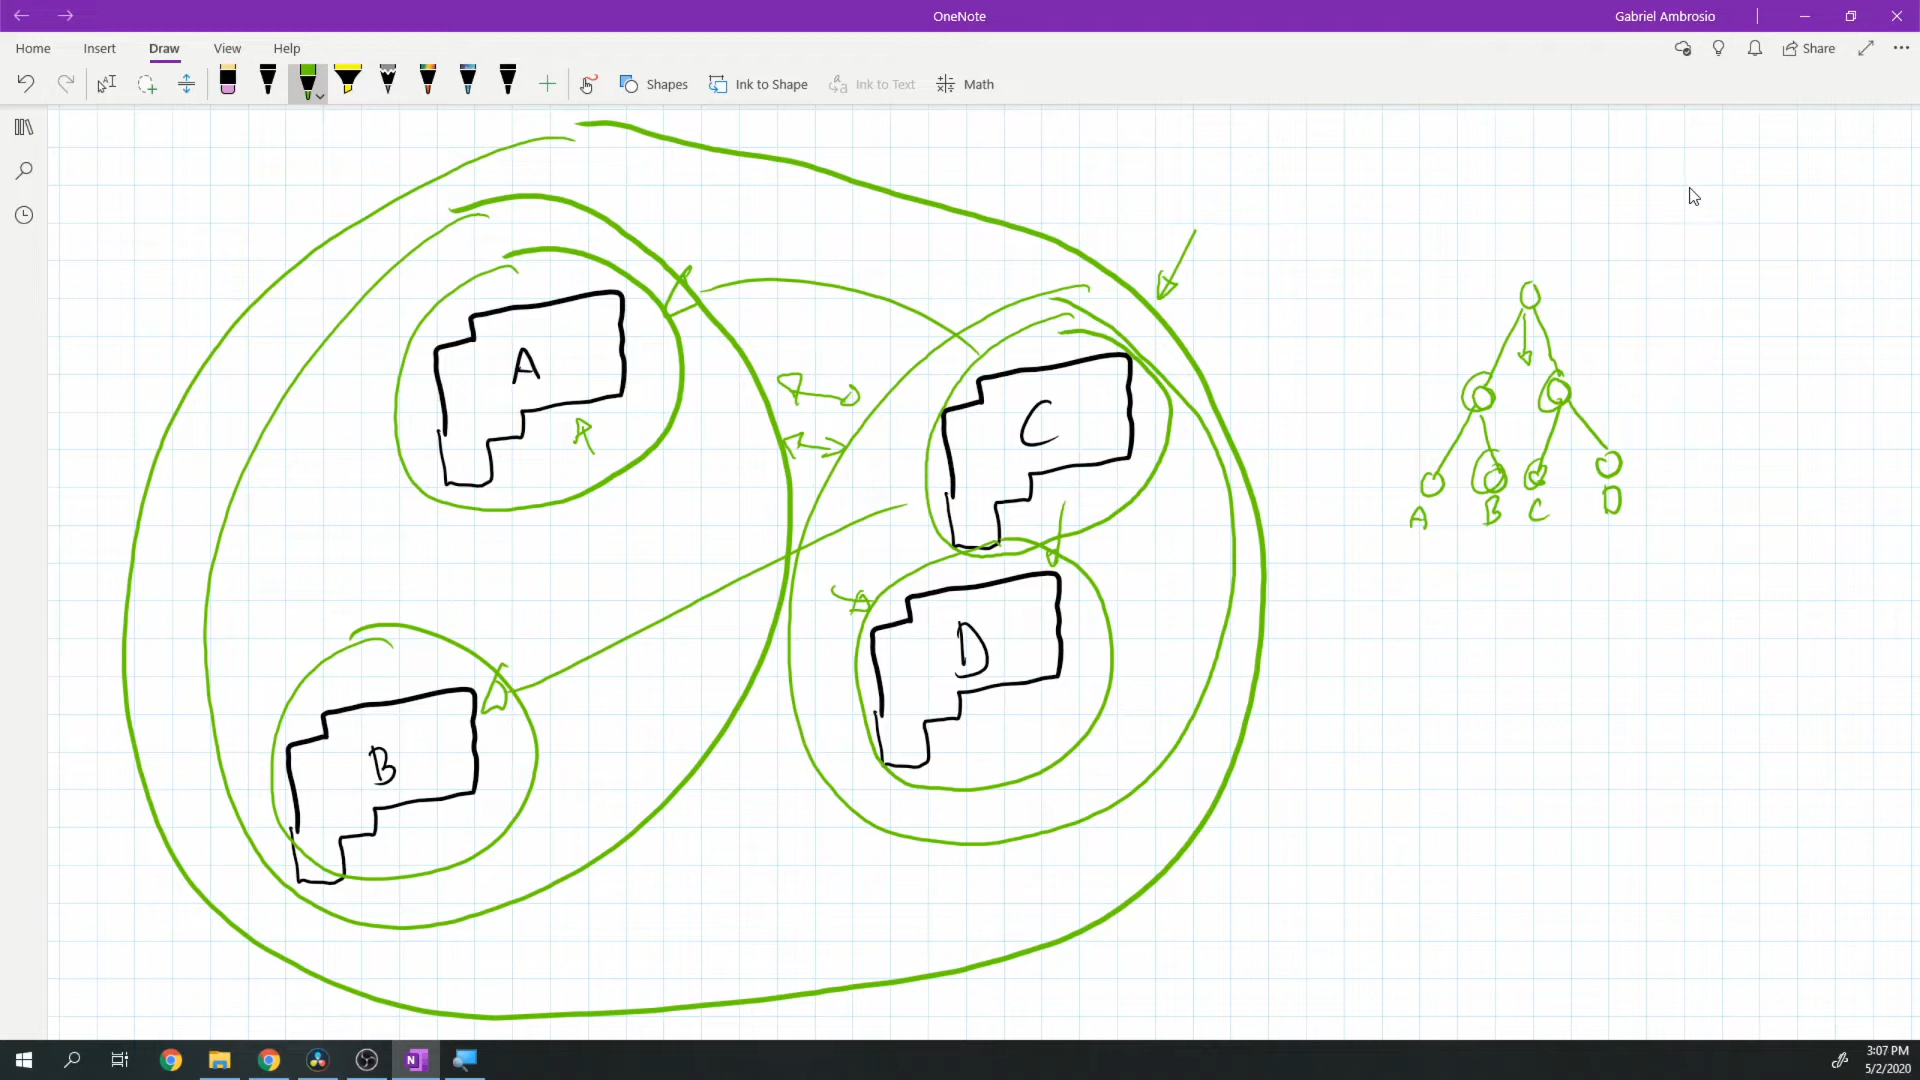 OneNote
Gabriel Ambrosio
Home Insert Draw View Help
Share
Shapes Ink to Shape Ink to Text Math
A
C
A
D
B
A B C D
3:07 PM
5/2/2020